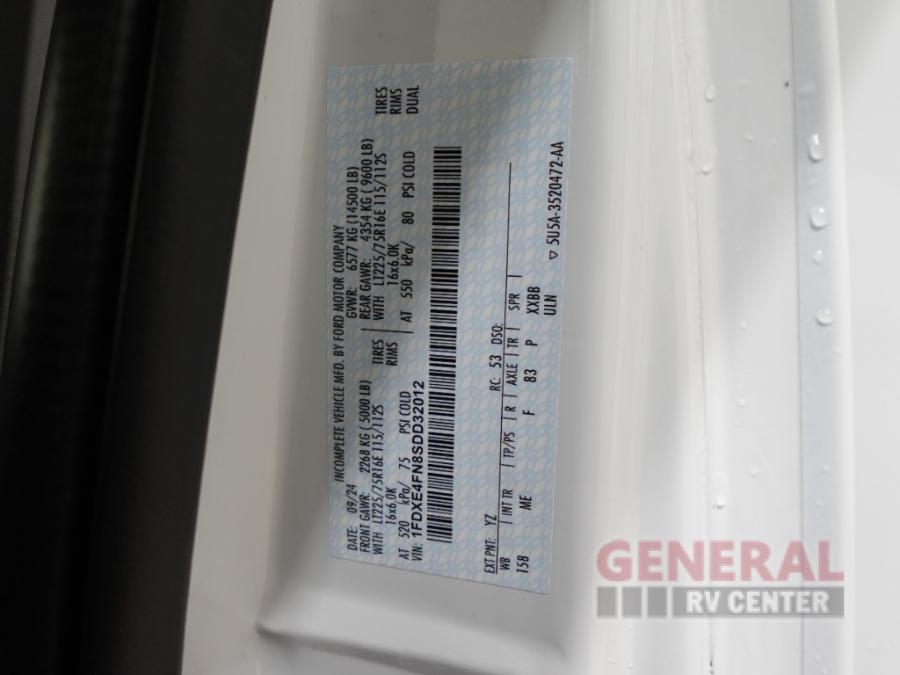 INCOMPLETE VEHICLE MFD. BY FORD MOTOR COMPANY
DATE: 09/24 GVWR: 6577 KG (14500 LB)
FRONT GAWR: 2268 KG ( 5000 LB) REAR GAWR: 4354 KG ( 9600 LB)
WITH LT225/75R16E 115/112S TIRES WITH LT225/75R16E 115/112S TIRES
16x6.0K RIMS 16x6.0K RIMS
AT 520 kPa/ 75 PSI COLD AT 550 kPa/ 80 PSI COLD DUAL
VIN: 1FDXE4FN8SDD32012
EXT PNT: YZ RC: 53 DSO:
WB | INT TR | TP/PS | R | AXLE | TR | SPR |
158 ME F 83 P XXBB
ULN
▽ 5U5A-3520472-AA
GENERAL
RV CENTER